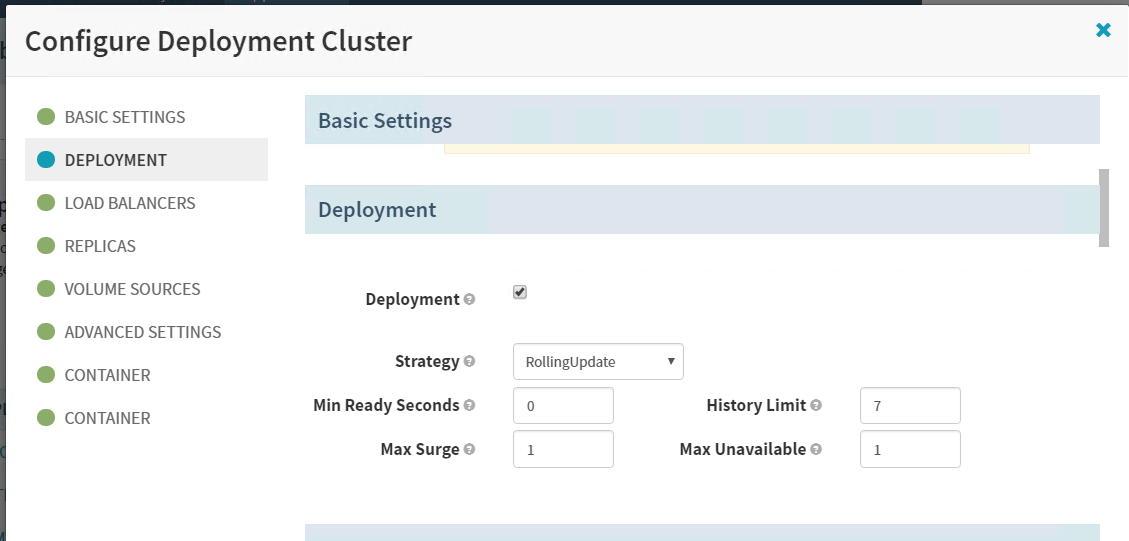 Configure Deployment Cluster
BASIC SETTINGS
DEPLOYMENT
LOAD BALANCERS
REPLICAS
VOLUME SOURCES
ADVANCED SETTINGS
CONTAINER
CONTAINER
Basic Settings
Deployment
Deployment
Strategy RollingUpdate
Min Ready Seconds 0 History Limit 7
Max Surge 1 Max Unavailable 1